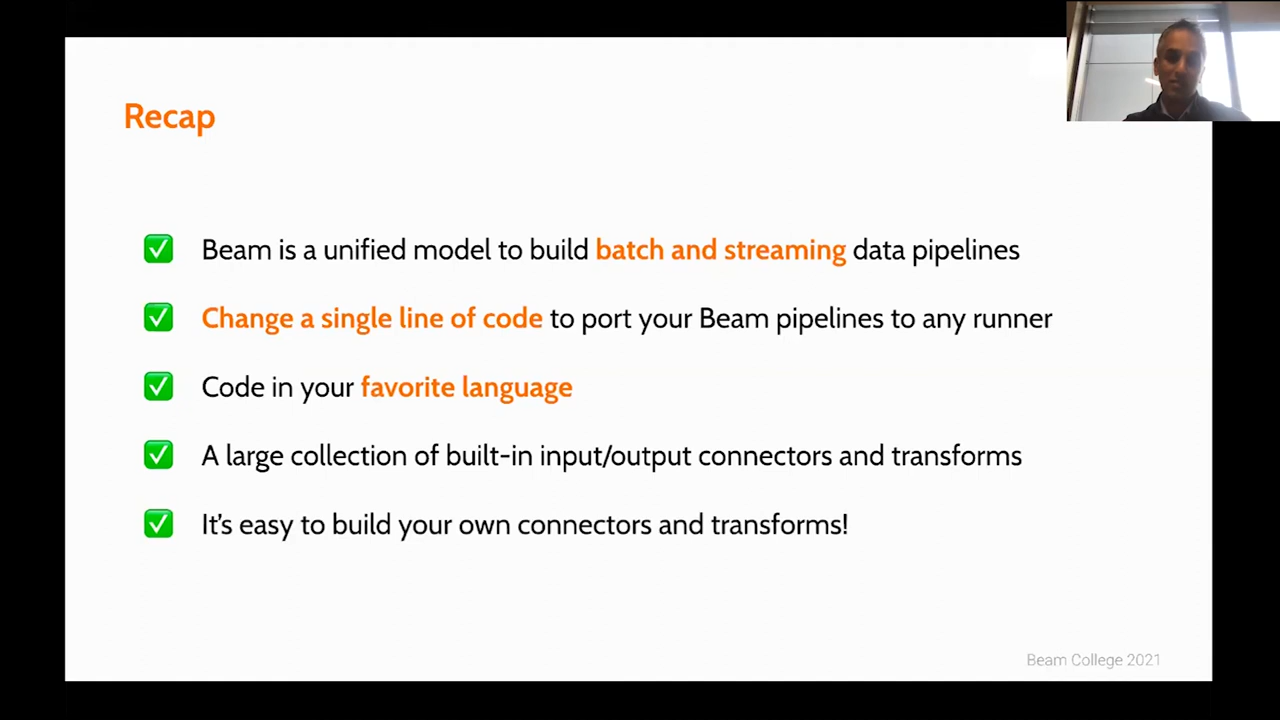 Recap
Beam is a unified model to build batch and streaming data pipelines
Change a single line of code to port your Beam pipelines to any runner
Code in your favorite language
A large collection of built-in input/output connectors and transforms
It's easy to build your own connectors and transforms!
Beam College 2021